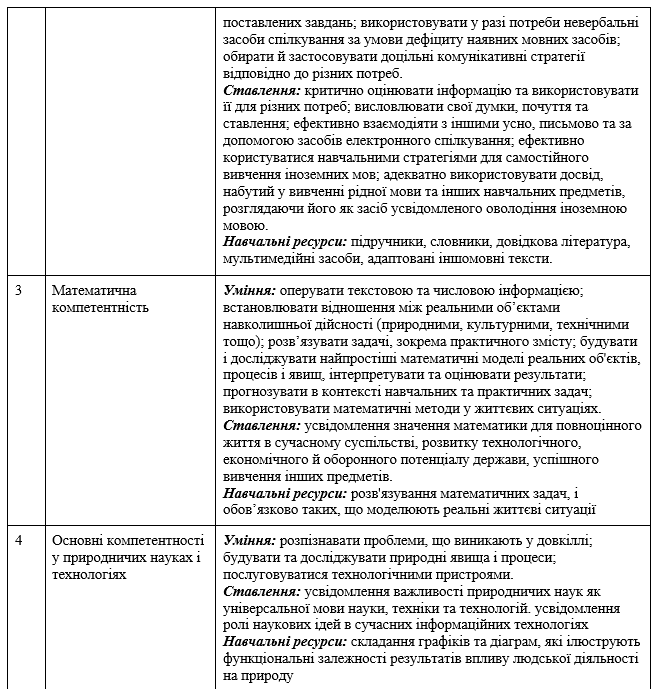 поставлених завдань; використовувати у разі потреби невербальні
засоби спілкування за умови дефіциту наявних мовних засобів;
обирати й застосовувати доцільні комунікативні стратегії
відповідно до різних потреб.
Ставлення: критично оцінювати інформацію та використовувати
її для різних потреб; висловлювати свої думки, почуття та
ставлення; ефективно взаємодіяти з іншими усно, письмово та за
допомогою засобів електронного спілкування; ефективно
користуватися навчальними стратегіями для самостійного
вивчення іноземних мов; адекватно використовувати досвід,
набутий у вивченні рідної мови та інших навчальних предметів,
розглядаючи його як засіб усвідомленого оволодіння іноземною
мовою.
Навчальні ресурси: підручники, словники, довідкова література,
мультимедійні засоби, адаптовані іншомовні тексти.
3
Математична
компетентність
Уміння: оперувати текстовою та числовою інформацією;
встановлювати відношення між реальними об’єктами
навколишньої дійсності (природними, культурними, технічними
тощо); розв’язувати задачі, зокрема практичного змісту; будувати
і досліджувати найпростіші математичні моделі реальних об'єктів,
процесів і явищ, інтерпретувати та оцінювати результати;
прогнозувати в контексті навчальних та практичних задач;
використовувати математичні методи у життєвих ситуаціях.
Ставлення: усвідомлення значення математики для повноцінного
життя в сучасному суспільстві, розвитку технологічного,
економічного й оборонного потенціалу держави, успішного
вивчення інших предметів.
Навчальні ресурси: розв'язування математичних задач, і
обов’язково таких, що моделюють реальні життєві ситуації
4
Основні компетентності
у природничих науках і
технологіях
Уміння: розпізнавати проблеми, що виникають у довкіллі;
будувати та досліджувати природні явища і процеси;
послуговуватися технологічними пристроями.
Ставлення: усвідомлення важливості природничих наук як
універсальної мови науки, техніки та технологій. усвідомлення
ролі наукових ідей в сучасних інформаційних технологіях
Навчальні ресурси: складання графіків та діаграм, які ілюструють
функціональні залежності результатів впливу людської діяльності
на природу